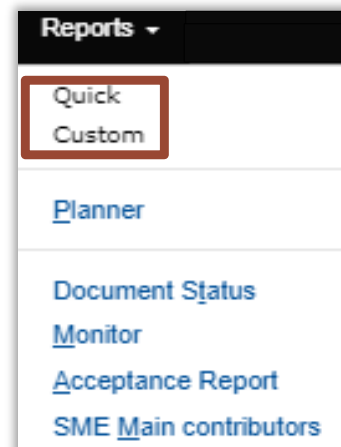 Reports
Quick
Custom
Planner
Document Status
Monitor
Acceptance Report
SME Main contributors